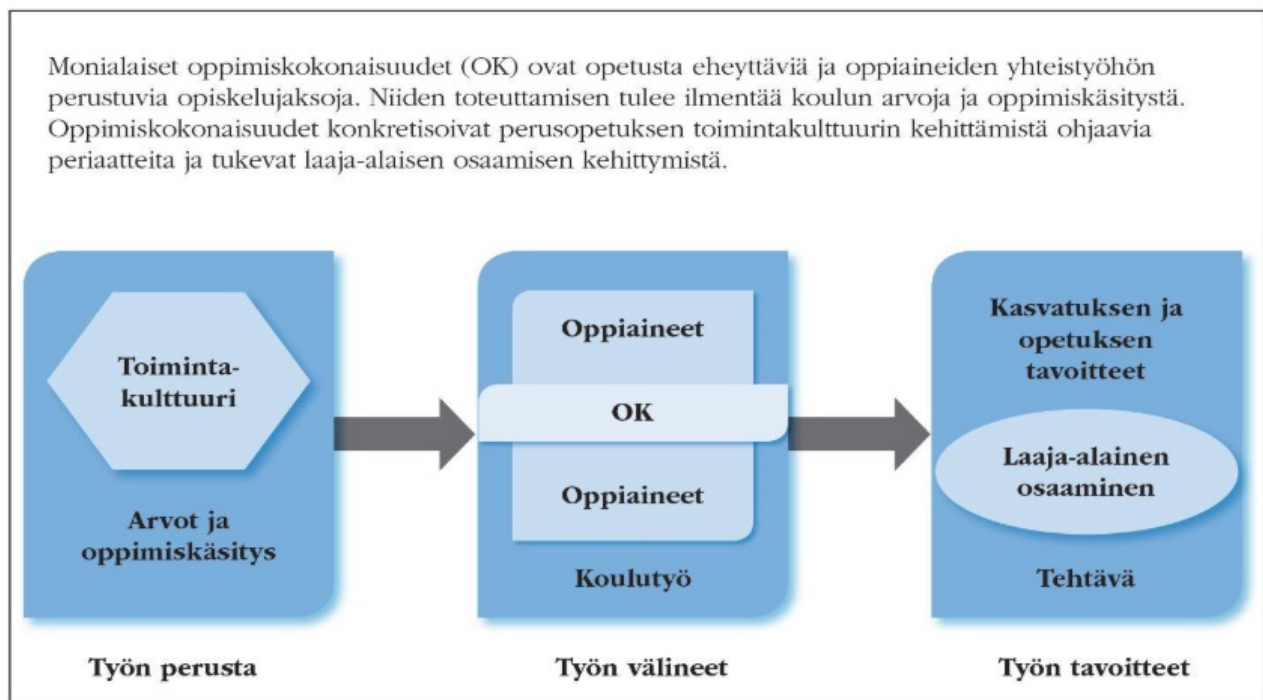 Monialaiset oppimiskokonaisuudet (OK) ovat opetusta eheyttäviä ja oppiaineiden yhteistyöhön
perustuvia opiskelujaksoja. Niiden toteuttamisen tulee ilmentää koulun arvoja ja oppimiskäsitystä.
Oppimiskokonaisuudet konkretisoivat perusopetuksen toimintakulttuurin kehittämistä ohjaavia
periaatteita ja tukevat laaja-alaisen osaamisen kehittymistä.
Toiminta-
kulttuuri
Arvot ja
oppimiskäsitys
Työn perusta
Oppiaineet
OK
Oppiaineet
Koulutyö
Työn välineet
Kasvatuksen ja
opetuksen
tavoitteet
Laaja-alainen
osaaminen
Tehtävä
Työn tavoitteet